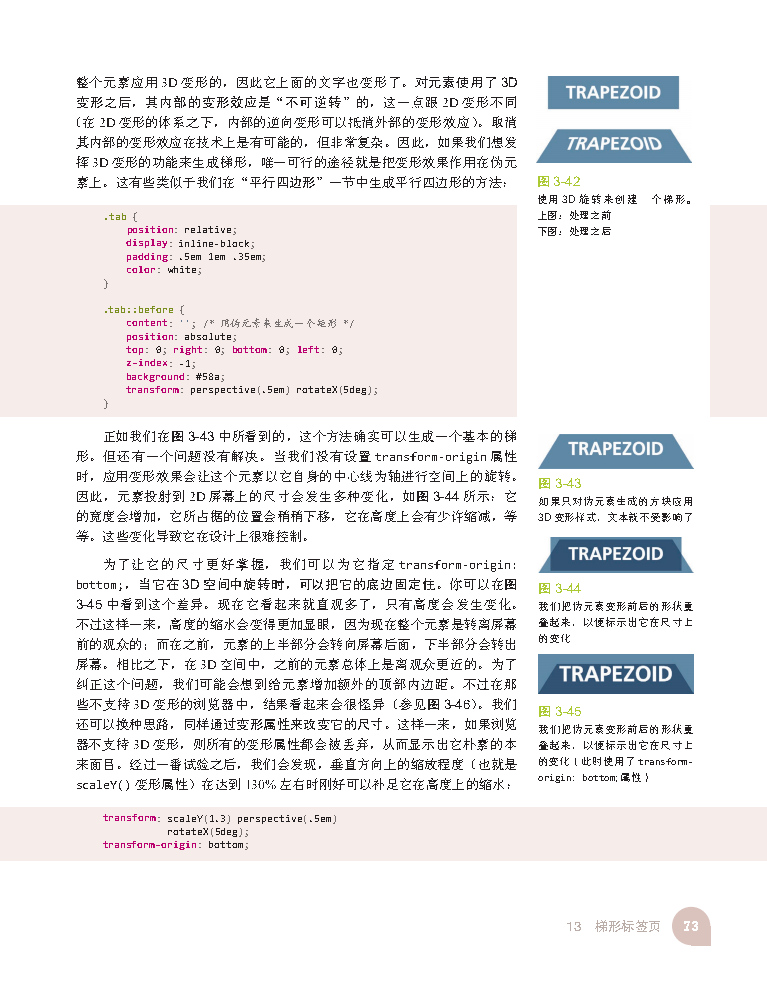 整个元素应用 3D 变形的，因此它上面的文字也变形了。对元素使用了 3D
变形之后，其内部的变形效应是“不可逆转”的，这一点跟 2D 变形不同
（在 2D 变形的体系之下，内部的逆向变形可以抵消外部的变形效应）。取消
其内部的变形效应在技术上是有可能的，但非常复杂。因此，如果我们想发
挥 3D 变形的功能来生成梯形，唯一可行的途径就是把变形效果作用在伪元
素上。这有些类似于我们在“平行四边形”一节中生成平行四边形的方法：
.tab {
position: relative;
display: inline-block;
padding: .5em 1em .35em;
color: white;
}
.tab::before {
content: ''; /* 用伪元素来生成一个矩形 */
position: absolute;
top: 0; right: 0; bottom: 0; left: 0;
z-index: -1;
background: #58a;
transform: perspective(.5em) rotateX(5deg);
}
正如我们在图 3-43 中所看到的，这个方法确实可以生成一个基本的梯
形。但还有一个问题没有解决。当我们没有设置 transform-origin 属性
时，应用变形效果会让这个元素以它自身的中心线为轴进行空间上的旋转。
因此，元素投射到 2D 屏幕上的尺寸会发生多种变化，如图 3-44 所示：它
的宽度会增加，它所占据的位置会稍稍下移，它在高度上会有少许缩减，等
等。这些变化导致它在设计上很难控制。
为了让它的尺寸更好掌握，我们可以为它指定 transform-origin:
bottom;，当它在 3D 空间中旋转时，可以把它的底边固定住。你可以在图
3-45 中看到这个差异。现在它看起来就直观多了，只有高度会发生变化。
不过这样一来，高度的缩水会变得更加显眼，因为现在整个元素是转离屏幕
前的观众的；而在之前，元素的上半部分会转向屏幕后面，下半部分会转出
屏幕。相比之下，在 3D 空间中，之前的元素总体上是离观众更近的。为了
纠正这个问题，我们可能会想到给元素增加额外的顶部内边距。不过在那
些不支持 3D 变形的浏览器中，结果看起来会很怪异（参见图 3-46）。我们
还可以换种思路，同样通过变形属性来改变它的尺寸。这样一来，如果浏览
器不支持 3D 变形，则所有的变形属性都会被丢弃，从而显示出它朴素的本
来面目。经过一番试验之后，我们会发现，垂直方向上的缩放程度（也就是
scaleY() 变形属性）在达到 130% 左右时刚好可以补足它在高度上的缩水：
transform: scaleY(1.3) perspective(.5em)
rotateX(5deg);
transform-origin: bottom;
TRAPEZOID
TRAPEZOID
图 3-42
使用 3D 旋转来创建 个梯形。
上图：处理之前
下图：处理之后
TRAPEZOID
图 3-43
如果只对伪元素生成的方块应用
3D 变形样式，文本就不受影响了
TRAPEZOID
图 3-44
我们把伪元素变形前后的形状重
叠起来，以便标示出它在尺寸上
的变化
TRAPEZOID
图 3-45
我们把伪元素变形前后的形状重
叠起来，以便标示出它在尺寸上
的变化（此时使用了 transform-
origin: bottom;属性）
13 梯形标签页 73